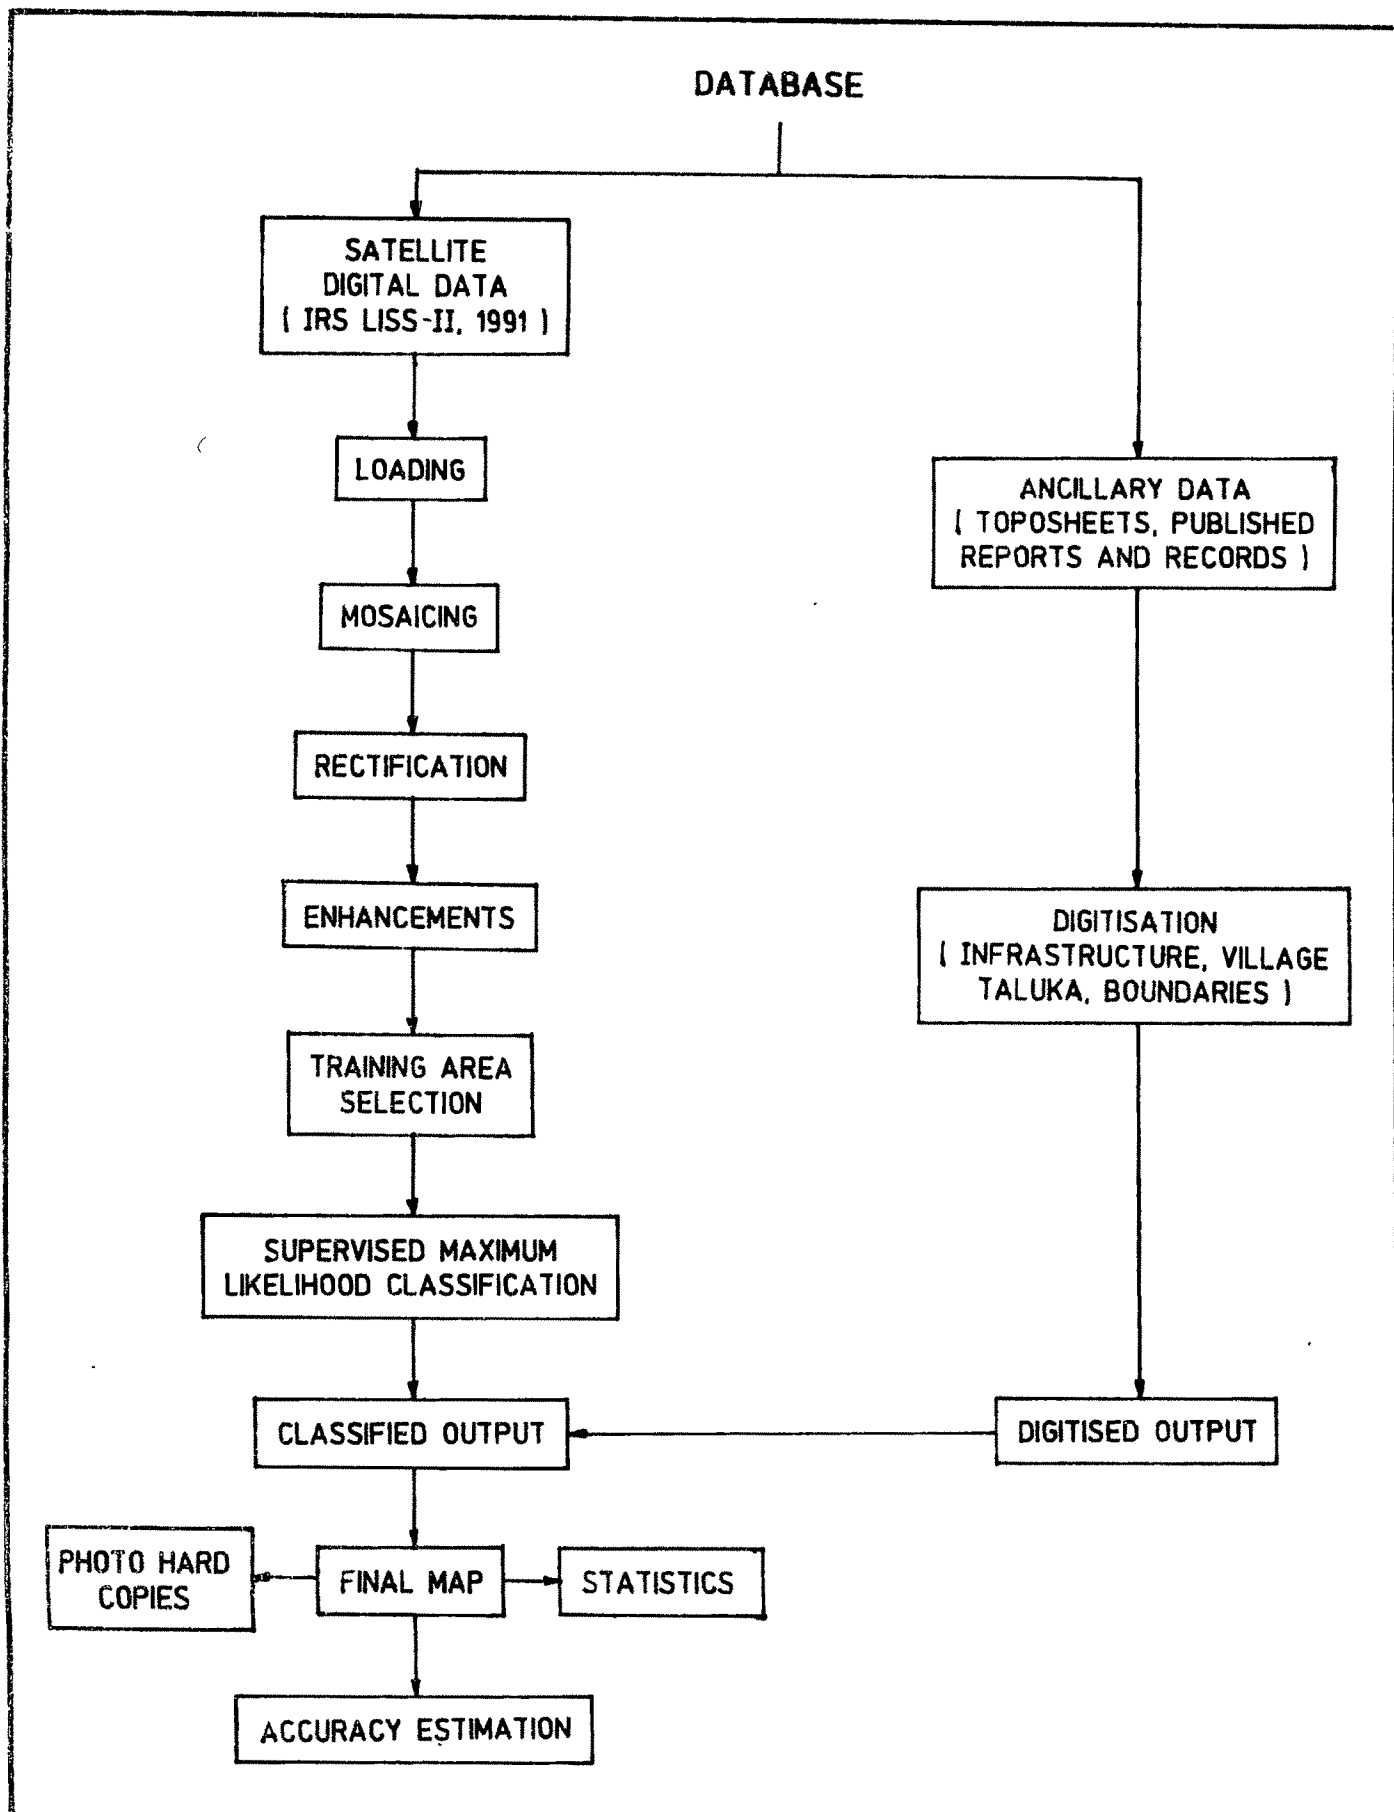 DATABASE
SATELLITE
DIGITAL DATA
( IRS LISS-II, 1991 )
LOADING
ANCILLARY DATA
( TOPOSHEETS, PUBLISHED
REPORTS AND RECORDS )
MOSAICING
RECTIFICATION
ENHANCEMENTS
DIGITISATION
( INFRASTRUCTURE, VILLAGE
TALUKA, BOUNDARIES )
TRAINING AREA
SELECTION
SUPERVISED MAXIMUM
LIKELIHOOD CLASSIFICATION
CLASSIFIED OUTPUT
DIGITISED OUTPUT
PHOTO HARD
COPIES
FINAL MAP
STATISTICS
ACCURACY ESTIMATION